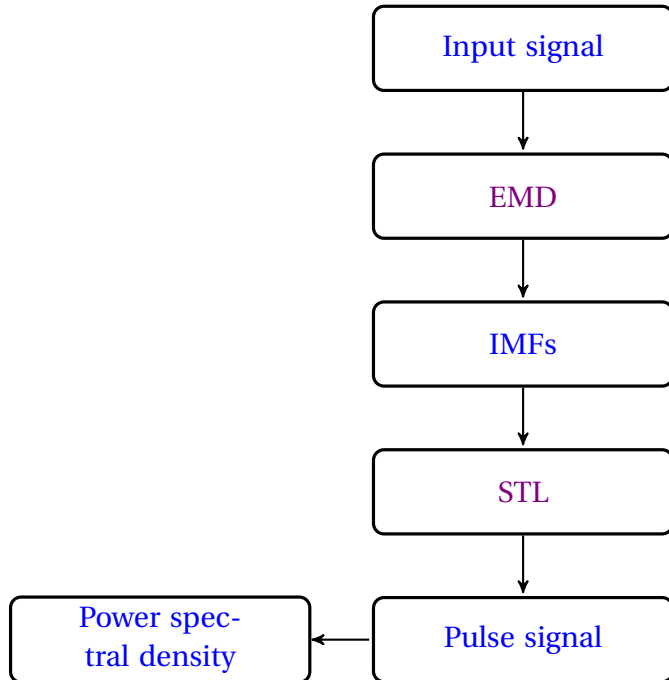 Input signal
EMD
IMFs
STL
Power spec-
tral density
Pulse signal